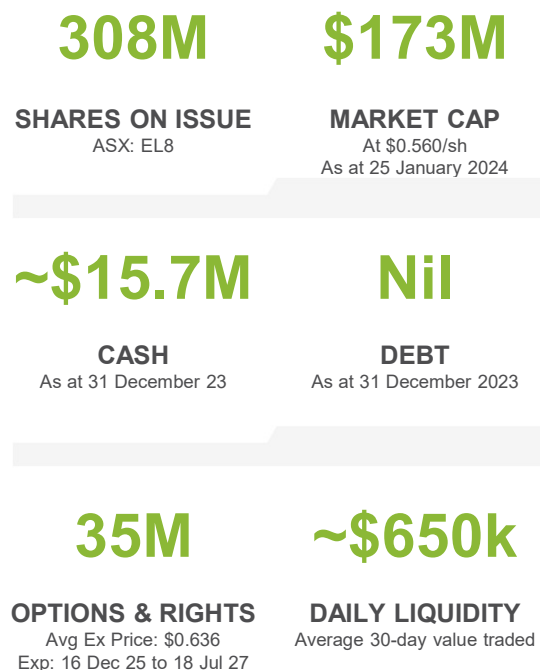 308M
SHARES ON ISSUE
ASX: EL8
$173M
MARKET CAP
At $0.560/sh
As at 25 January 2024
~$15.7M
CASH
As at 31 December 23
Nil
DEBT
As at 31 December 2023
35M
OPTIONS & RIGHTS
Avg Ex Price: $0.636
Exp: 16 Dec 25 to 18 Jul 27
~$650k
DAILY LIQUIDITY
Average 30-day value traded